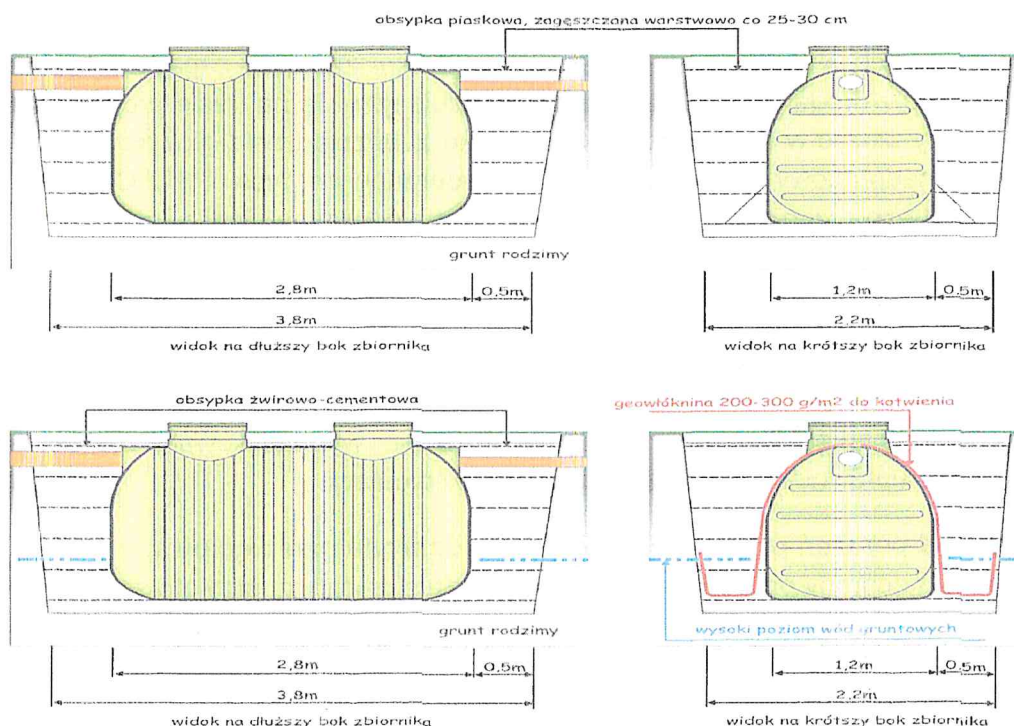 obsypka piaskowa, zagęszczana warstwowo co 25-30 cm
grunt rodzimy
2,8m
0,5m
3,8m
widok na dłuższy bok zbiornika
1,2m
0,5m
2,2m
widok na krótszy bok zbiornika
obsypka żwirowo-cementowa
geowłóknina 200-300 g/m2 do kotwienia
grunt rodzimy
wysoki poziom wód gruntowych
2,8m
0,5m
3,8m
widok na dłuższy bok zbiornika
1,2m
0,5m
2,2m
widok na krótszy bok zbiornika